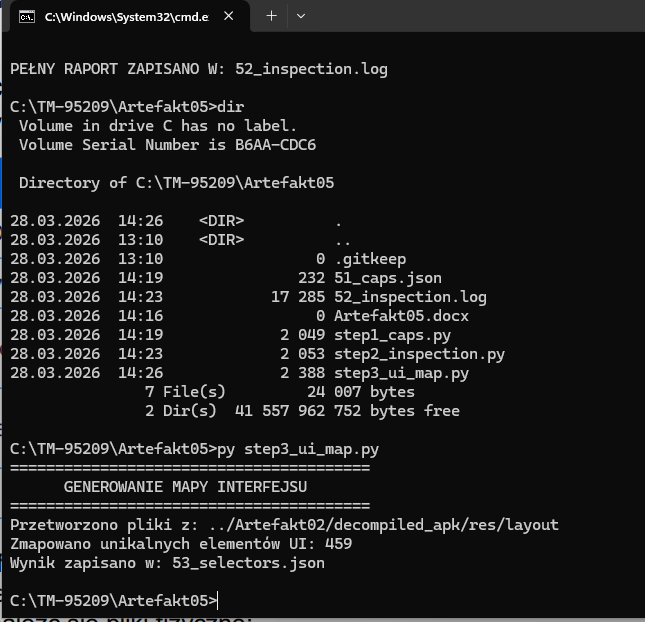 C:\Windows\System32\cmd.e
PEŁNY RAPORT ZAPISANO W: 52_inspection.log
C:\TM-95209\Artefakt05>dir
Volume in drive C has no label.
Volume Serial Number is B6AA-CDC6
Directory of C:\TM-95209\Artefakt05
28.03.2026  14:26    <DIR>          .
28.03.2026  13:10    <DIR>          ..
28.03.2026  13:10                 0 .gitkeep
28.03.2026  14:19               232 51_caps.json
28.03.2026  14:23            17 285 52_inspection.log
28.03.2026  14:16                 0 Artefakt05.docx
28.03.2026  14:19             2 049 step1_caps.py
28.03.2026  14:23             2 053 step2_inspection.py
28.03.2026  14:26             2 388 step3_ui_map.py
7 File(s)         24 007 bytes
2 Dir(s)  41 557 962 752 bytes free
C:\TM-95209\Artefakt05>py step3_ui_map.py
========================================
GENEROWANIE MAPY INTERFEJSU
========================================
Przetworzono pliki z: ../Artefakt02/decompiled_apk/res/layout
Zmapowano unikalnych elementów UI: 459
Wynik zapisano w: 53_selectors.json
C:\TM-95209\Artefakt05>